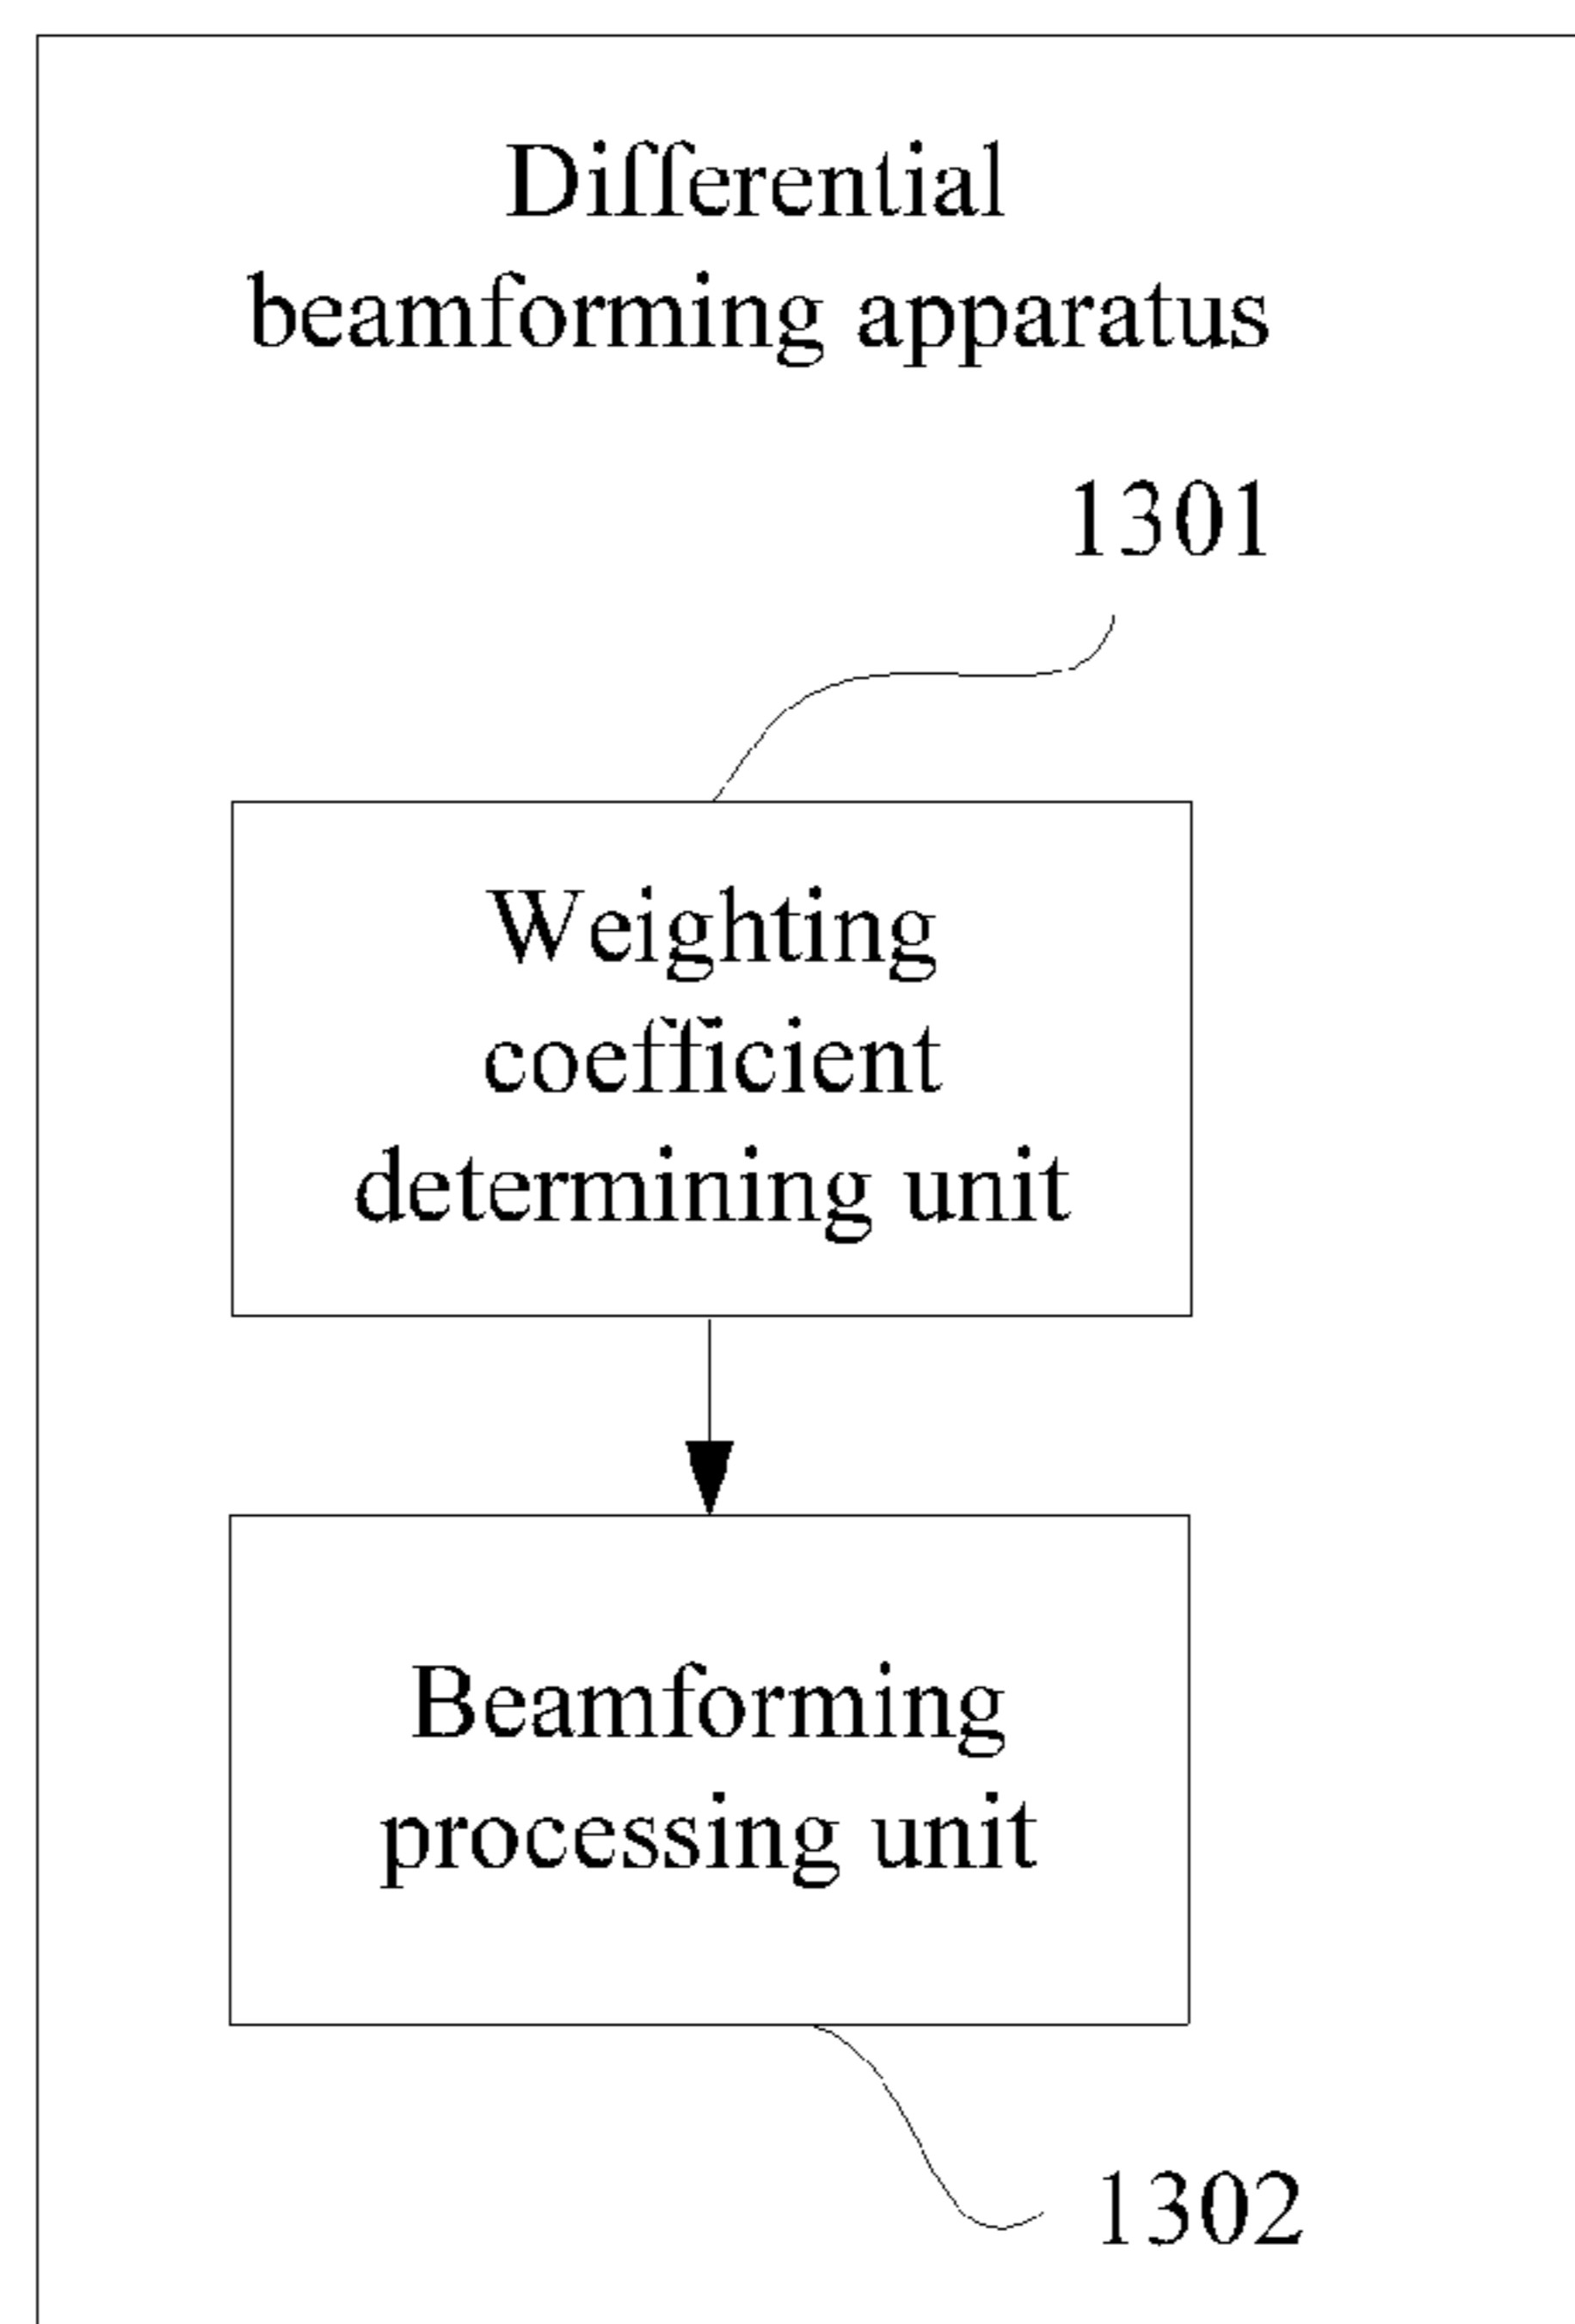 Differential
beamforming apparatus
1301
Weighting
coefficient
determining unit
Beamforming
processing unit
1302